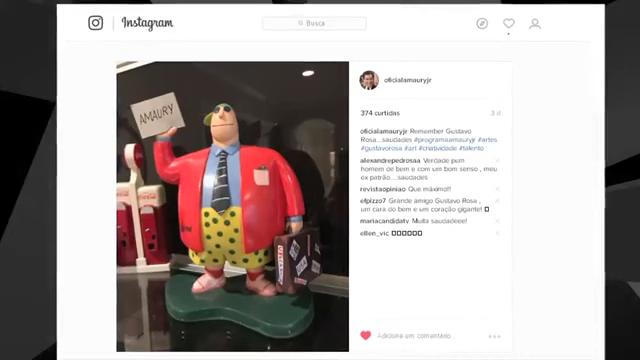 Instagram
Busca
AMAURY
oficialamauryjr
374 curtidas
3 d
oficialamauryjr Remember Gustavo
Rosa...saudades #programaamauryjr #artes
#gustavorosa #art #criatividade #talento
alexandrepedrosaa Verdade pum
homem de bem e com um bom senso , meu
ex patrão....saudades
revistaopiniao Que máximo!!
efpizzo7 Grande amigo Gustavo Rosa ,
um cara do bem e um coração gigante!
mariacandidatv Muita saudadeee!
ellen_vic
Adicione um comentário...